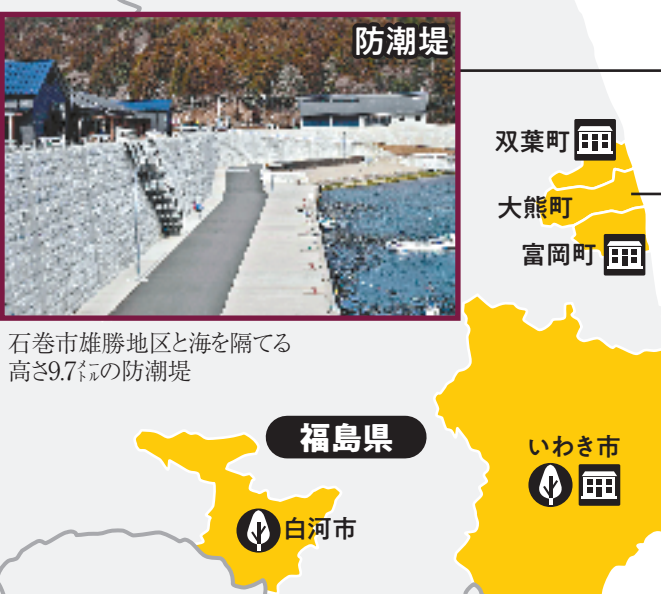 防潮堤
石巻市雄勝地区と海を隔てる
高さ9.7㍍の防潮堤
双葉町
大熊町
富岡町
福島県
いわき市
白河市